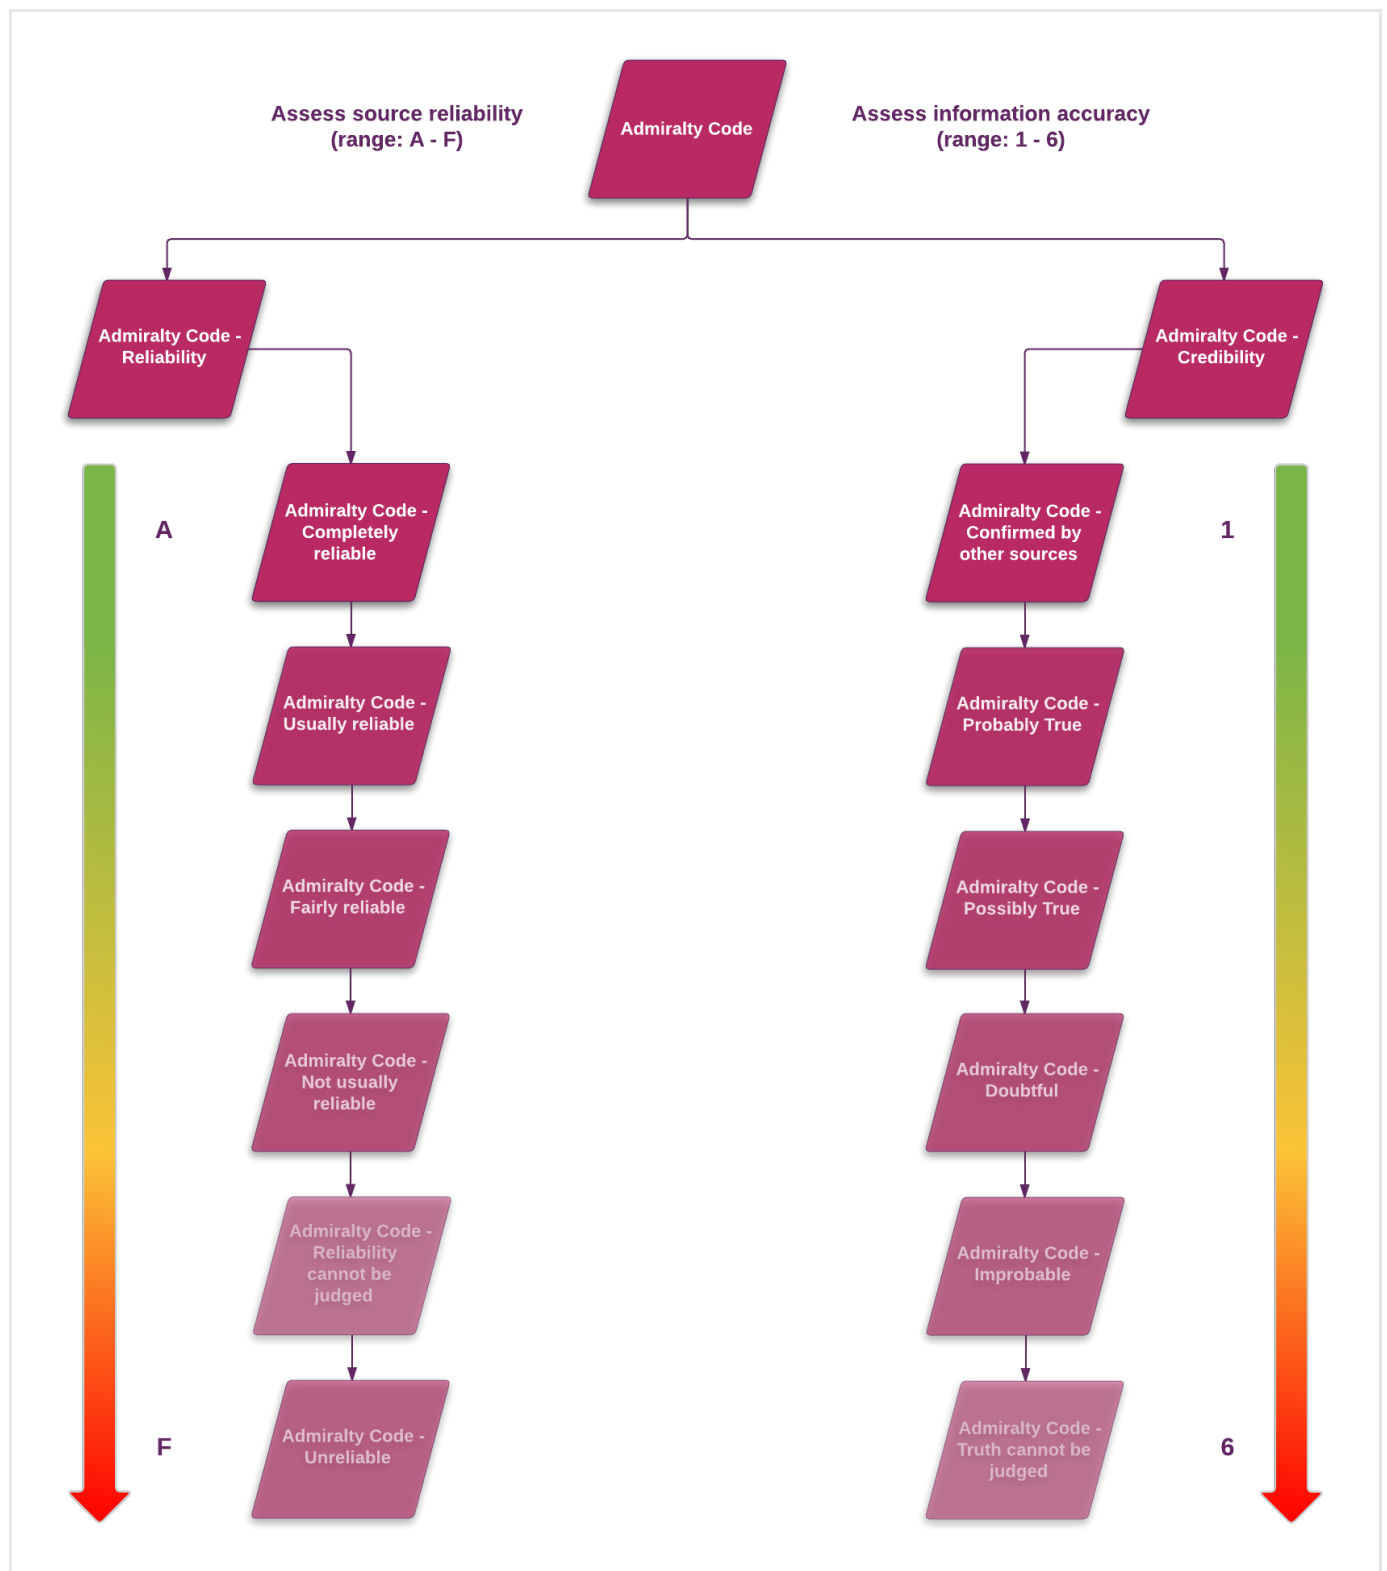 Assess source reliability
(range: A - F)
Admiralty Code
Assess information accuracy
(range: 1 - 6)
Admiralty Code -
Reliability
Admiralty Code -
Credibility
A
Admiralty Code -
Completely
reliable
Admiralty Code -
Confirmed by
other sources
1
Admiralty Code -
Usually reliable
Admiralty Code -
Probably True
Admiralty Code -
Fairly reliable
Admiralty Code -
Possibly True
Admiralty Code -
Not usually
reliable
Admiralty Code -
Doubtful
Admiralty Code -
Reliability
cannot be
judged
Admiralty Code -
Improbable
F
Admiralty Code -
Unreliable
Admiralty Code -
Truth cannot be
judged
6